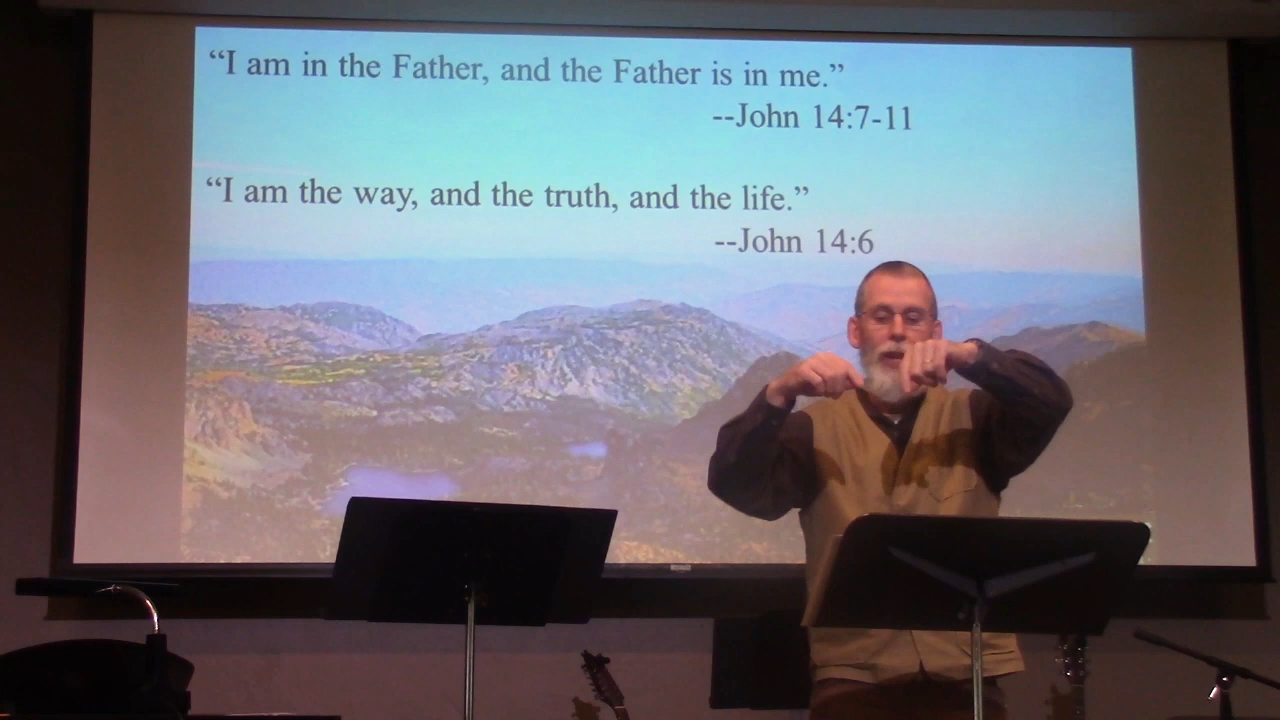 “I am in the Father, and the Father is in me.”
--John 14:7-11
“I am the way, and the truth, and the life.”
--John 14:6